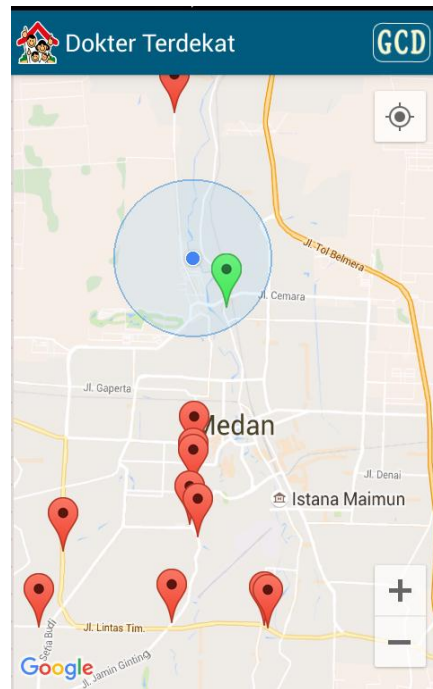 Dokter Terdekat
GCD
Jl. Tol Belmera
Jl. Cemara
Jl. Gaperta
Medan
Jl. Denai
Istana Maimun
Jl. Lintas Tim.
Setia Budi
Jl. Jamin Ginting
Google